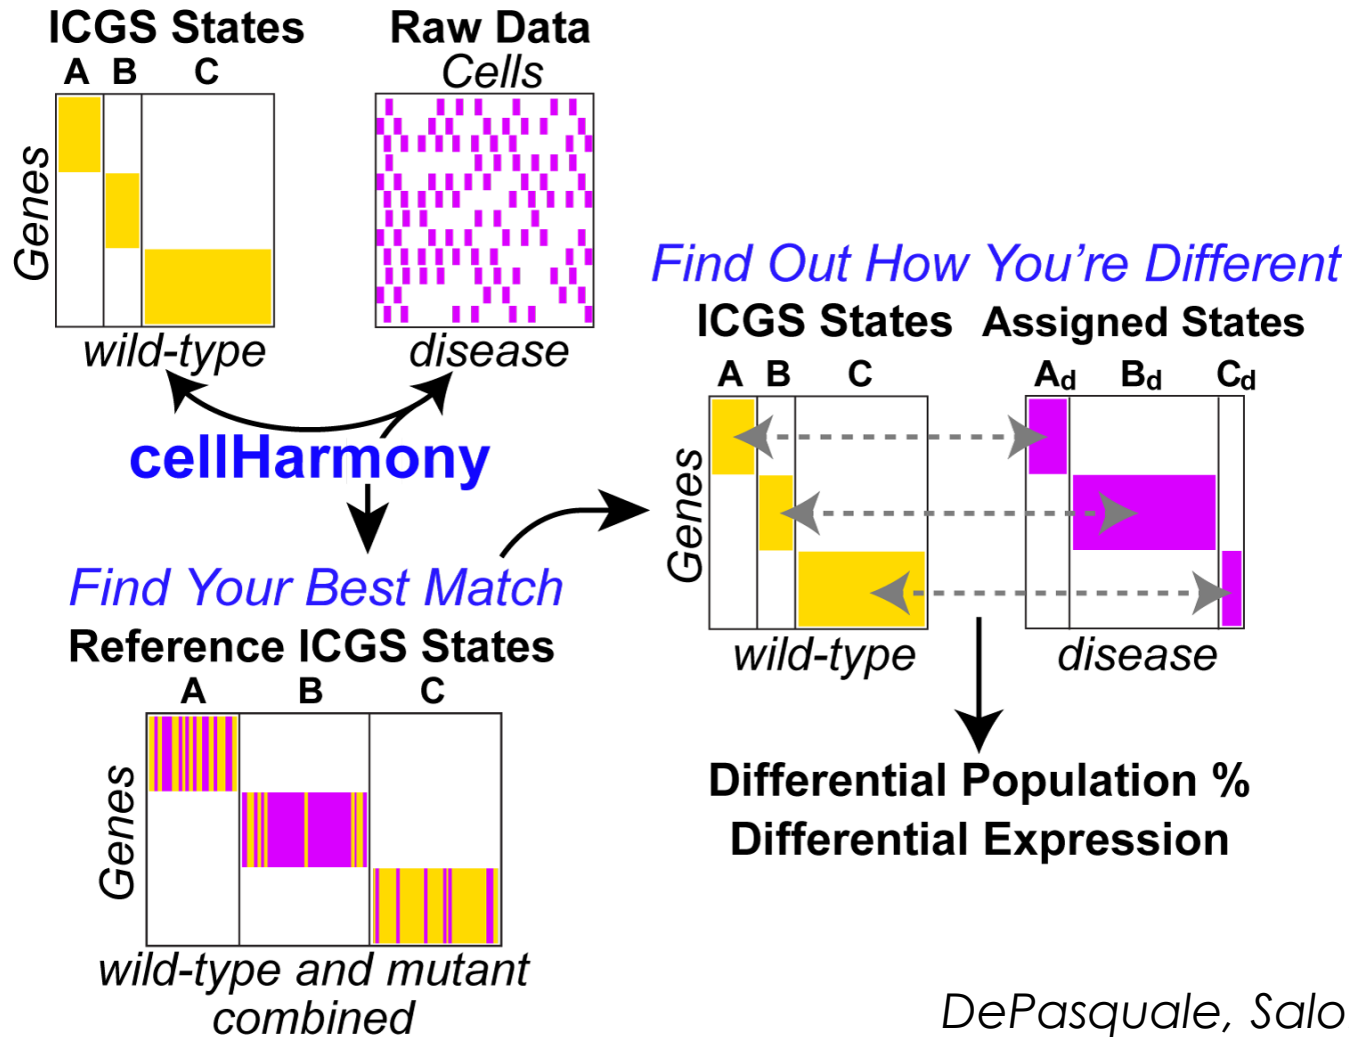 ICGS States
A B C
Genes
wild-type
Raw Data
Cells
disease
cellHarmony
Find Your Best Match
Reference ICGS States
A B C
Genes
wild-type and mutant
combined
Find Out How You're Different
ICGS States
A B C
Genes
wild-type
Assigned States
Ad Bd Cd
disease
Differential Population %
Differential Expression
DePasquale, Salo